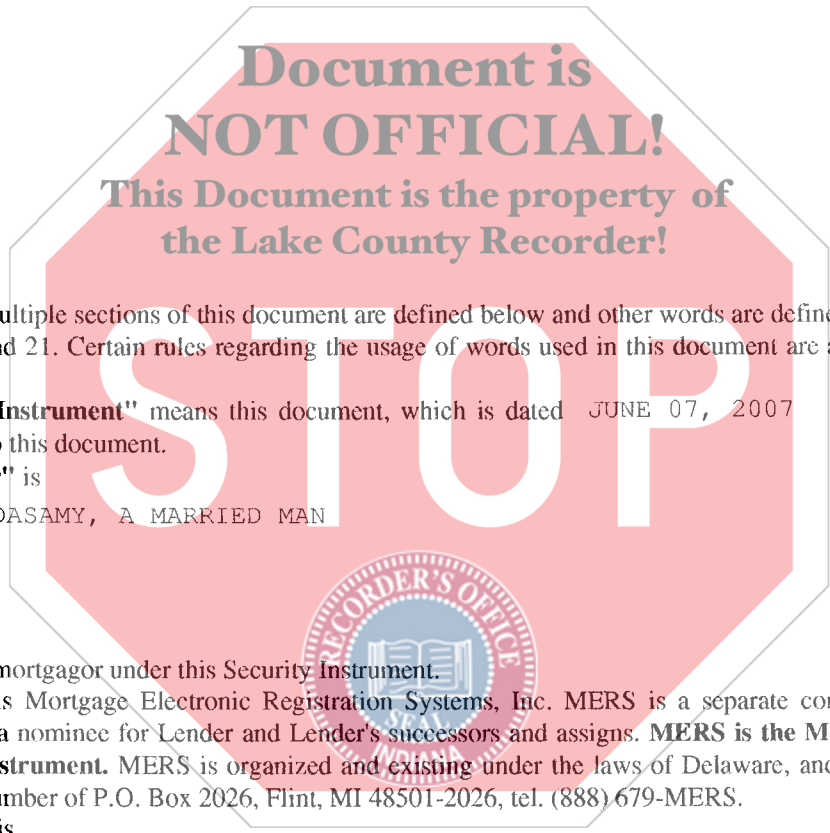 Document is
NOT OFFICIAL!
This Document is the property of
the Lake County Recorder!
STOP
ultiple sections of this document are defined below and other words are define
d 21. Certain rules regarding the usage of words used in this document are a
Instrument" means this document, which is dated JUNE 07, 2007
this document.
" is
DASAMY, A MARRIED MAN
RECORDER'S OFFICE
SEAL
INDIANA
mortgagor under this Security Instrument.
s Mortgage Electronic Registration Systems, Inc. MERS is a separate cor
a nominee for Lender and Lender's successors and assigns. MERS is the M
strument. MERS is organized and existing under the laws of Delaware, and
mber of P.O. Box 2026, Flint, MI 48501-2026, tel. (888) 679-MERS.
is